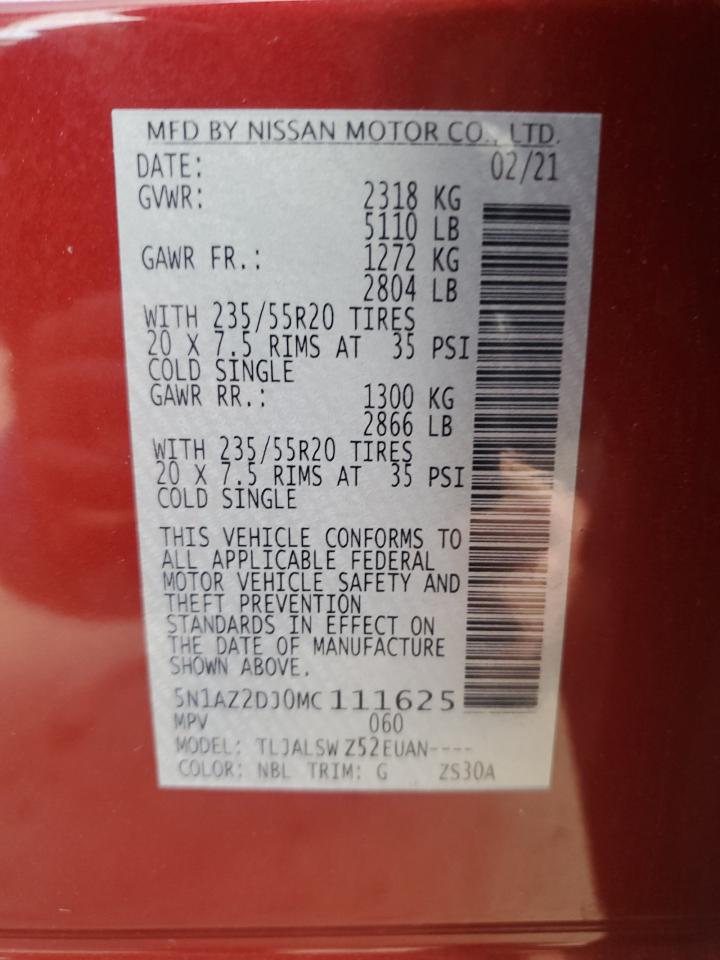 MFD BY NISSAN MOTOR CO., LTD.
DATE: 02/21
GVWR: 2318 KG
5110 LB
GAWR FR.: 1272 KG
2804 LB
WITH 235/55R20 TIRES
20 X 7.5 RIMS AT 35 PSI
COLD SINGLE
GAWR RR.: 1300 KG
2866 LB
WITH 235/55R20 TIRES
20 X 7.5 RIMS AT 35 PSI
COLD SINGLE
THIS VEHICLE CONFORMS TO
ALL APPLICABLE FEDERAL
MOTOR VEHICLE SAFETY AND
THEFT PREVENTION
STANDARDS IN EFFECT ON
THE DATE OF MANUFACTURE
SHOWN ABOVE.
5N1AZ2DJ0MC111625
MPV 060
MODEL: TLJALSWZ52EUAN----
COLOR: NBL TRIM: G ZS30A